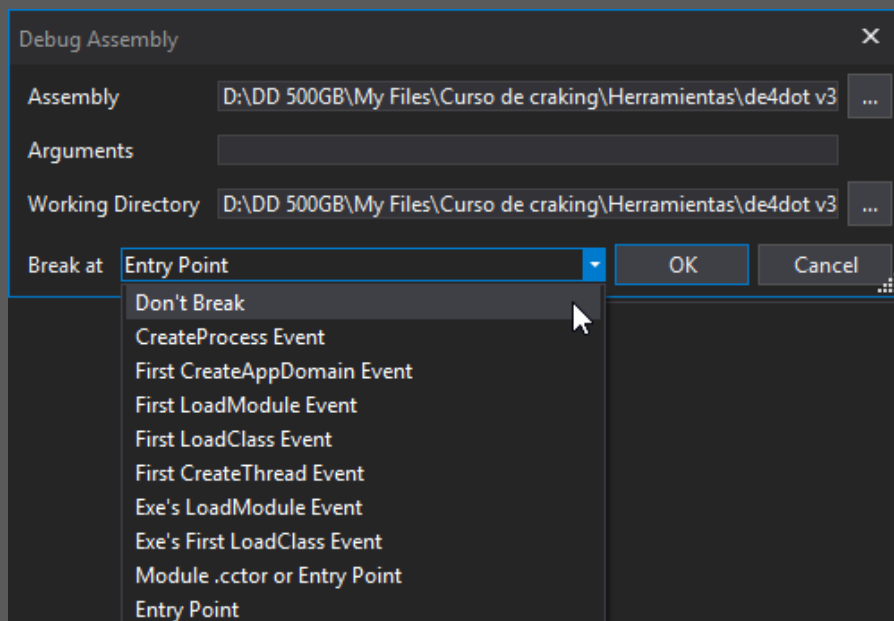 Debug Assembly
Assembly D:\DD 500GB\My Files\Curso de craking\Herramientas\de4dot v3 ...
Arguments
Working Directory D:\DD 500GB\My Files\Curso de craking\Herramientas\de4dot v3 ...
Break at Entry Point OK Cancel
Don't Break
CreateProcess Event
First CreateAppDomain Event
First LoadModule Event
First LoadClass Event
First CreateThread Event
Exe's LoadModule Event
Exe's First LoadClass Event
Module .cctor or Entry Point
Entry Point